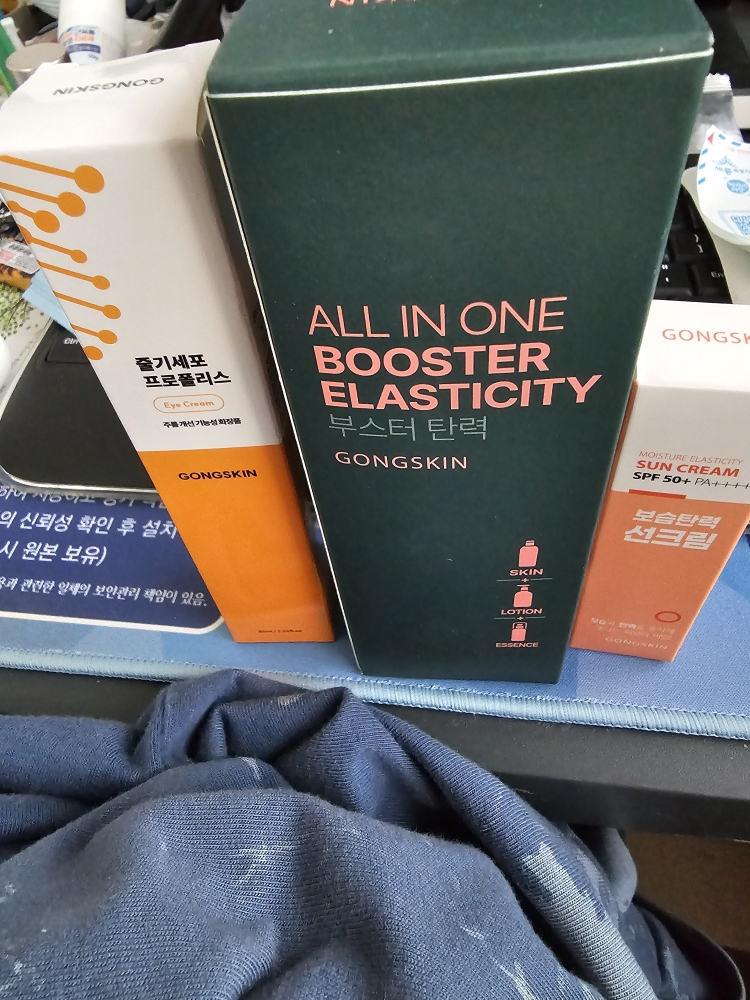 GONGSKIN
줄기세포
프로폴리스
Eye Cream
주름 개선 기능성 화장품
GONGSKIN
ALL IN ONE
BOOSTER
ELASTICITY
부스터 탄력
GONGSKIN
SKIN
+
LOTION
+
ESSENCE
GONGSK
MOISTURE ELASTICITY
SUN CREAM
SPF 50+ PA++++
보습탄력
선크림
GONGSKIN
의 신뢰성 확인 후 설치
시 원본 보유)
관련한 일체의 보안관리 책임이 있음.